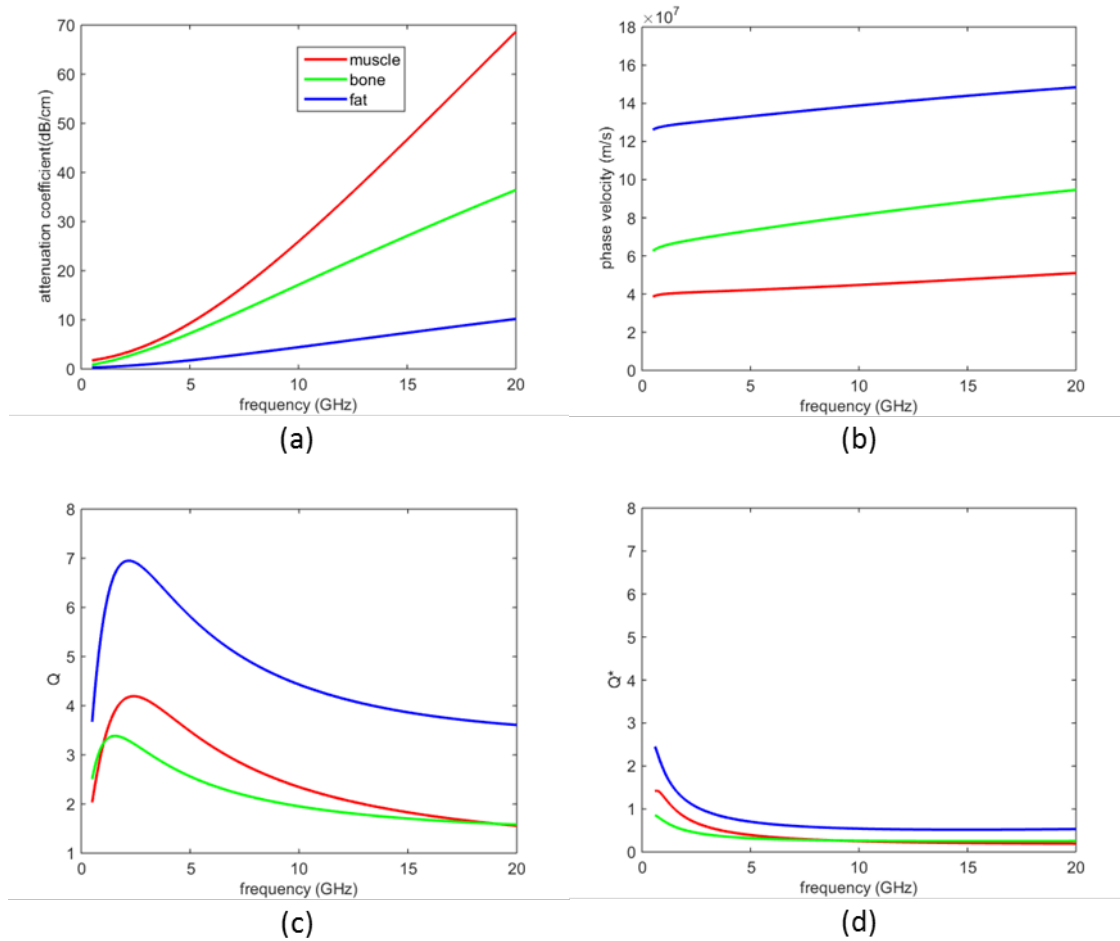 70
60
50
40
30
20
10
0
attenuation coefficient(dB/cm)
muscle
bone
fat
0 5 10 15 20
frequency (GHz)
(a)
×10⁷
18
16
14
12
10
8
6
4
2
0
phase velocity (m/s)
0 5 10 15 20
frequency (GHz)
(b)
8
7
6
5
4
3
2
1
Q
0 5 10 15 20
frequency (GHz)
(c)
8
7
6
5
4
3
2
1
0
Q*
0 5 10 15 20
frequency (GHz)
(d)